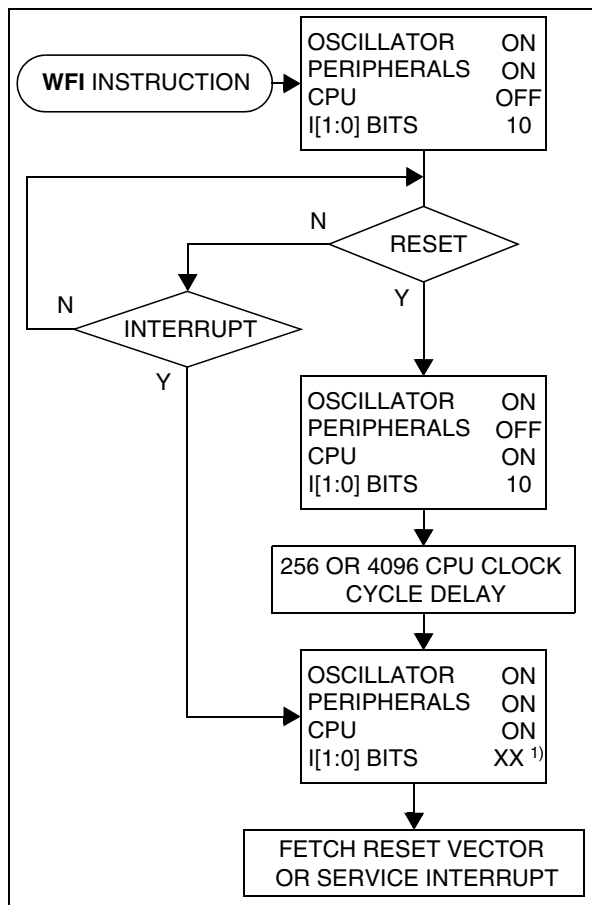 WFI INSTRUCTION
OSCILLATOR ON
PERIPHERALS ON
CPU OFF
I[1:0] BITS 10
N
RESET
Y
N
INTERRUPT
Y
OSCILLATOR ON
PERIPHERALS OFF
CPU ON
I[1:0] BITS 10
256 OR 4096 CPU CLOCK
CYCLE DELAY
OSCILLATOR ON
PERIPHERALS ON
CPU ON
I[1:0] BITS XX 1)
FETCH RESET VECTOR
OR SERVICE INTERRUPT